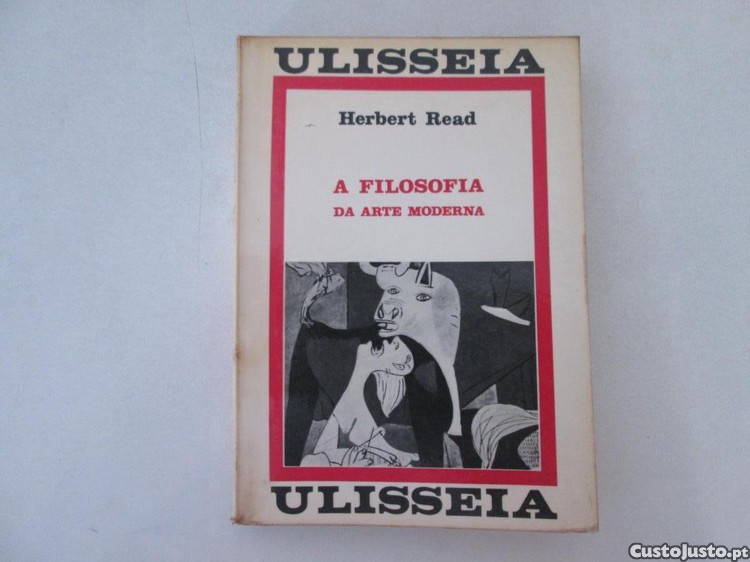 ULISSEIA
Herbert Read
A FILOSOFIA
DA ARTE MODERNA
ULISSEIA
CustoJusto.pt